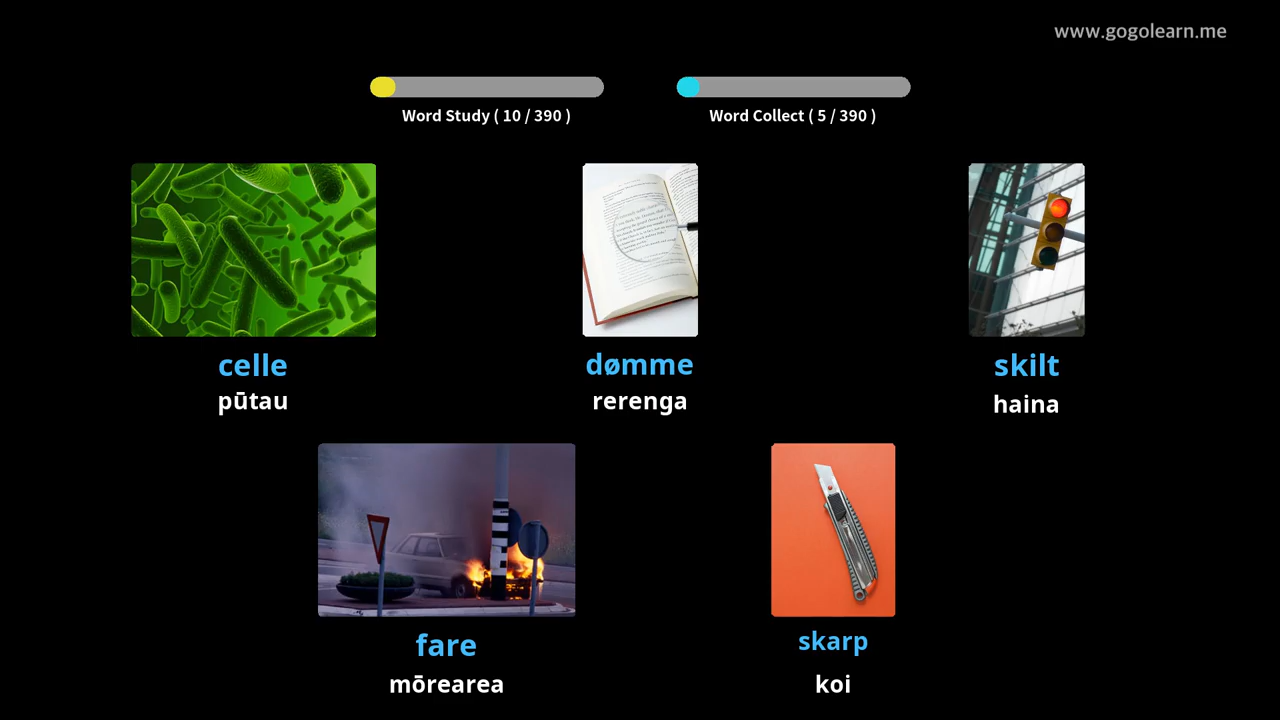 www.gogolearn.me
Word Study ( 10 / 390 )
Word Collect ( 5 / 390 )
celle
pūtau
dømme
rerenga
skilt
haina
fare
mōrearea
skarp
koi